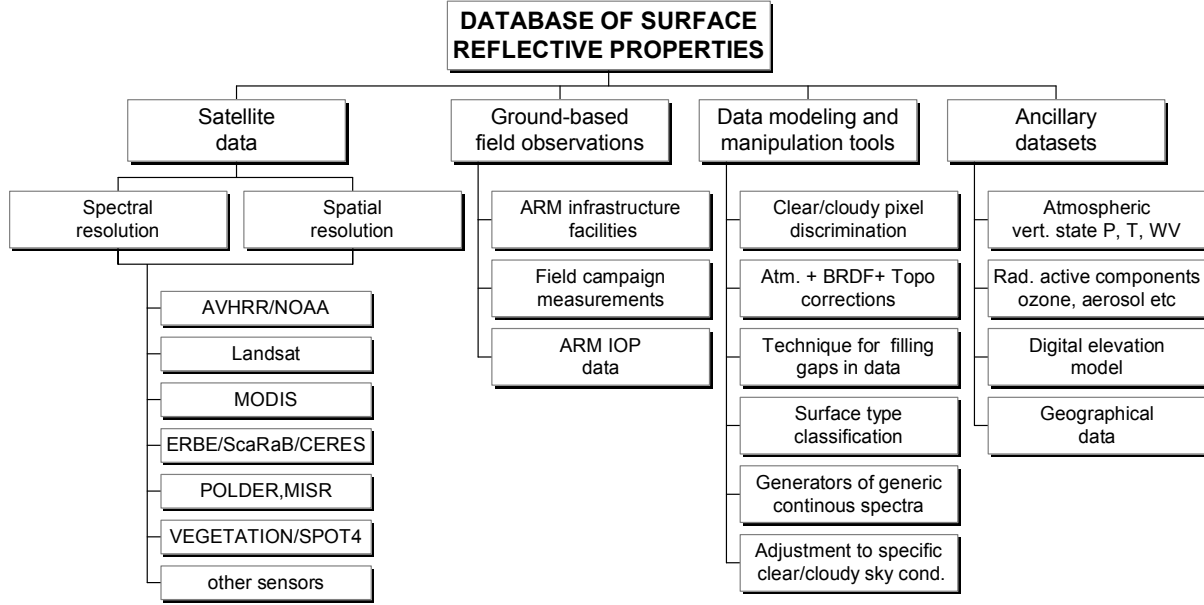 DATABASE OF SURFACE
REFLECTIVE PROPERTIES
Satellite
data
Spectral
resolution
Spatial
resolution
AVHRR/NOAA
Landsat
MODIS
ERBE/ScaRaB/CERES
POLDER,MISR
VEGETATION/SPOT4
other sensors
Ground-based
field observations
ARM infrastructure
facilities
Field campaign
measurements
ARM IOP
data
Data modeling and
manipulation tools
Clear/cloudy pixel
discrimination
Atm. + BRDF+ Topo
corrections
Technique for filling
gaps in data
Surface type
classification
Generators of generic
continous spectra
Adjustment to specific
clear/cloudy sky cond.
Ancillary
datasets
Atmospheric
vert. state P, T, WV
Rad. active components
ozone, aerosol etc
Digital elevation
model
Geographical
data